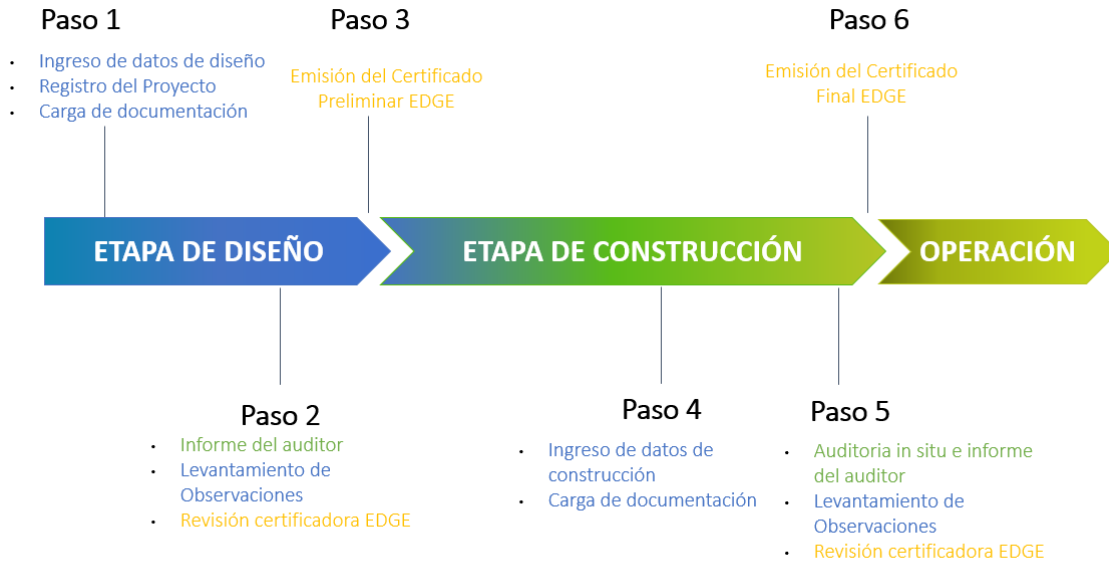 Paso 1
• Ingreso de datos de diseño
• Registro del Proyecto
• Carga de documentación
Paso 3
Emisión del Certificado
Preliminar EDGE
Paso 6
Emisión del Certificado
Final EDGE
ETAPA DE DISEÑO
ETAPA DE CONSTRUCCIÓN
OPERACIÓN
Paso 2
• Informe del auditor
• Levantamiento de
Observaciones
• Revisión certificadora EDGE
Paso 4
• Ingreso de datos de
construcción
• Carga de documentación
Paso 5
• Auditoria in situ e informe
del auditor
• Levantamiento de
Observaciones
• Revisión certificadora EDGE